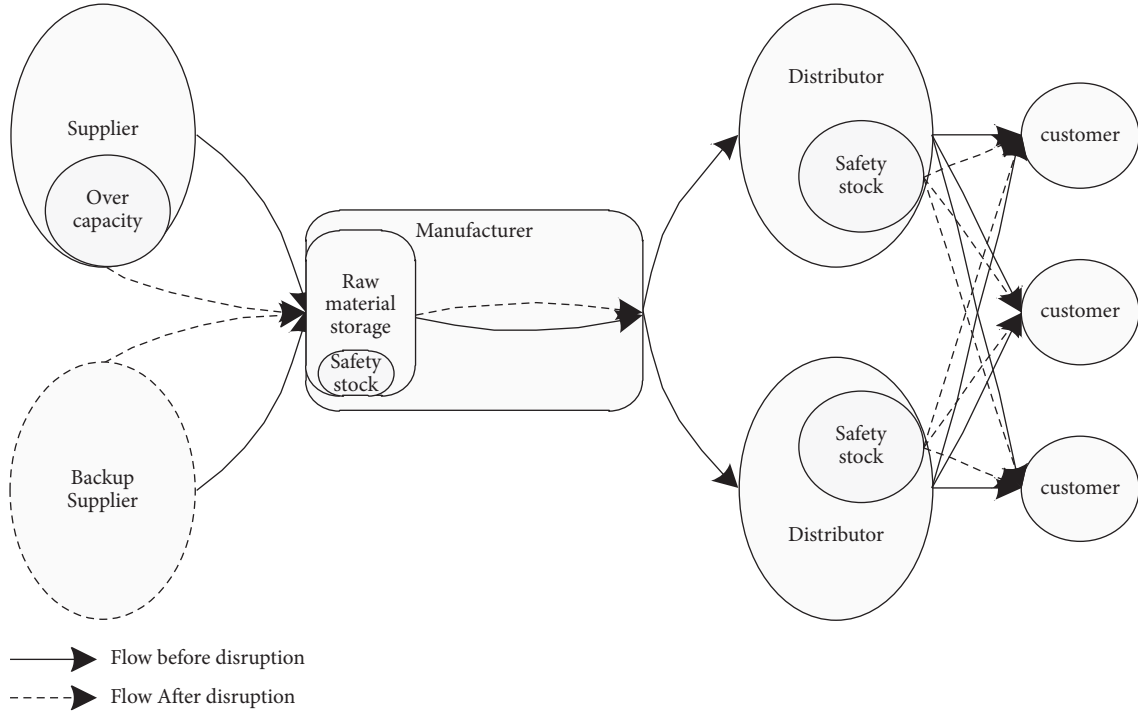 Supplier
Over
capacity
Backup
Supplier
Manufacturer
Raw
material
storage
Safety
stock
Distributor
Safety
stock
Safety
stock
Distributor
customer
customer
customer
Flow before disruption
Flow After disruption